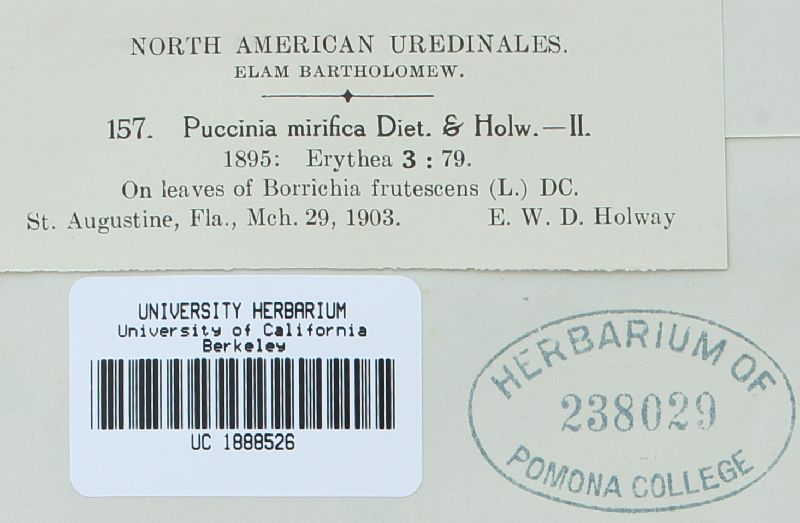 NORTH AMERICAN UREDINALES.
ELAM BARTHOLOMEW.
157. Puccinia mirifica Diet. & Holw.—II.
1895: Erythea 3 : 79.
On leaves of Borrichia frutescens (L.) DC.
St. Augustine, Fla., Mch. 29, 1903. E. W. D. Holway
UNIVERSITY HERBARIUM
University of California
Berkeley
UC 1888526
HERBARIUM OF
238029
POMONA COLLEGE